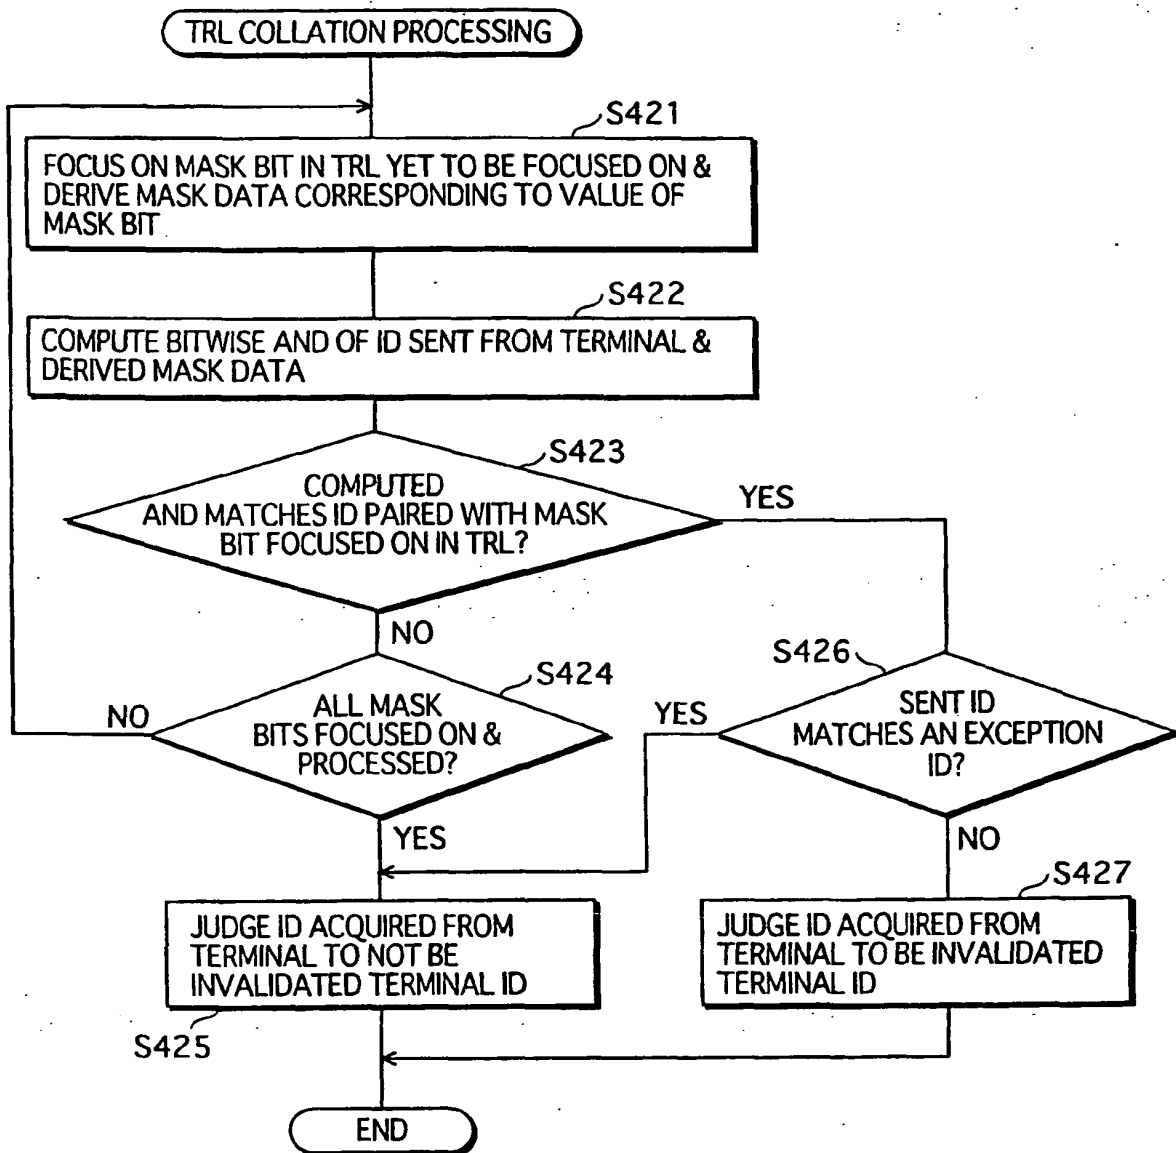 TRL COLLATION PROCESSING
S421
FOCUS ON MASK BIT IN TRL YET TO BE FOCUSED ON &
DERIVE MASK DATA CORRESPONDING TO VALUE OF
MASK BIT
S422
COMPUTE BITWISE AND OF ID SENT FROM TERMINAL &
DERIVED MASK DATA
S423
COMPUTED
AND MATCHES ID PAIRED WITH MASK
BIT FOCUSED ON IN TRL?
YES
NO
S424
ALL MASK
BITS FOCUSED ON &
PROCESSED?
NO
YES
S426
SENT ID
MATCHES AN EXCEPTION
ID?
YES
NO
JUDGE ID ACQUIRED FROM
TERMINAL TO NOT BE
INVALIDATED TERMINAL ID
S425
S427
JUDGE ID ACQUIRED FROM
TERMINAL TO BE INVALIDATED
TERMINAL ID
END